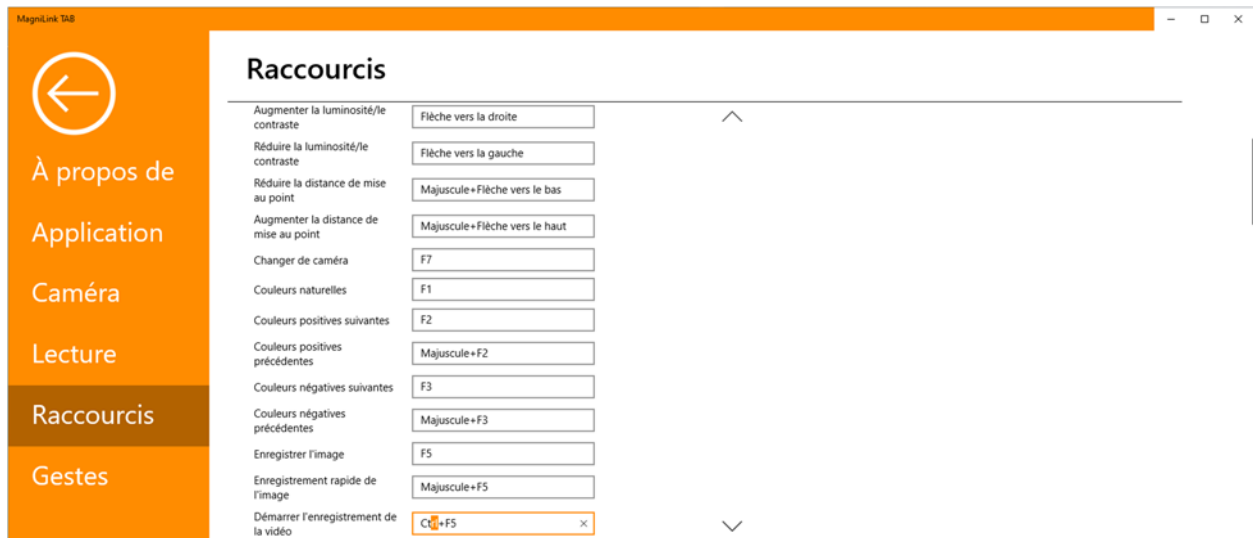 MagniLink TAB
Raccourcis
À propos de
Application
Caméra
Lecture
Raccourcis
Gestes
Augmenter la luminosité/le
contraste
Flèche vers la droite
Réduire la luminosité/le
contraste
Flèche vers la gauche
Réduire la distance de mise
au point
Majuscule+Flèche vers le bas
Augmenter la distance de
mise au point
Majuscule+Flèche vers le haut
Changer de caméra
F7
Couleurs naturelles
F1
Couleurs positives suivantes
F2
Couleurs positives
précédentes
Majuscule+F2
Couleurs négatives suivantes
F3
Couleurs négatives
précédentes
Majuscule+F3
Enregistrer l'image
F5
Enregistrement rapide de
l'image
Majuscule+F5
Démarrer l'enregistrement de
la vidéo
Ctrl+F5